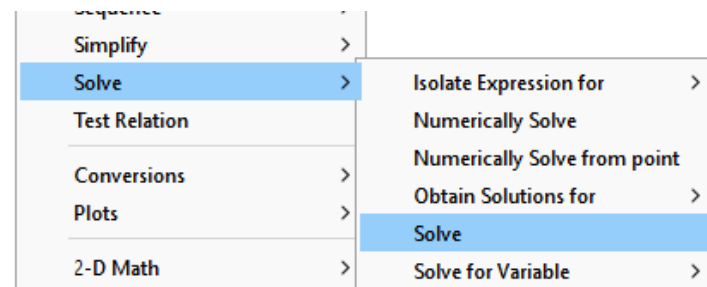 Simplify
Solve
Test Relation
Conversions
Plots
2-D Math
Isolate Expression for
Numerically Solve
Numerically Solve from point
Obtain Solutions for
Solve
Solve for Variable